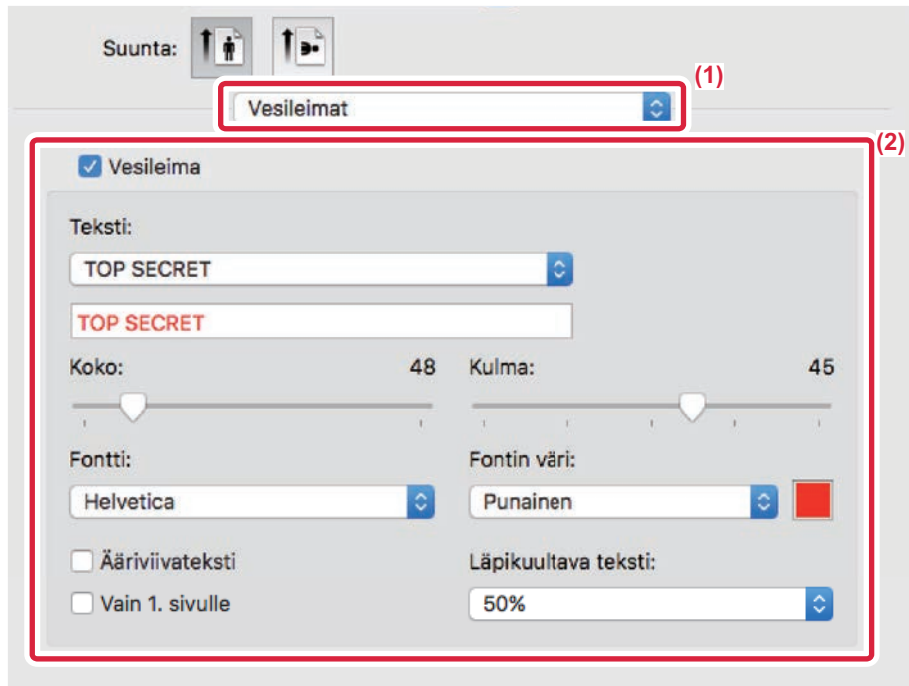 Suunta:
(1)
Vesileimat
(2)
Vesileima
Teksti:
TOP SECRET
TOP SECRET
Koko: 48 Kulma: 45
Fontti: Fontin väri:
Helvetica Punainen
Ääriviivateksti Läpikuultava teksti:
Vain 1. sivulle 50%